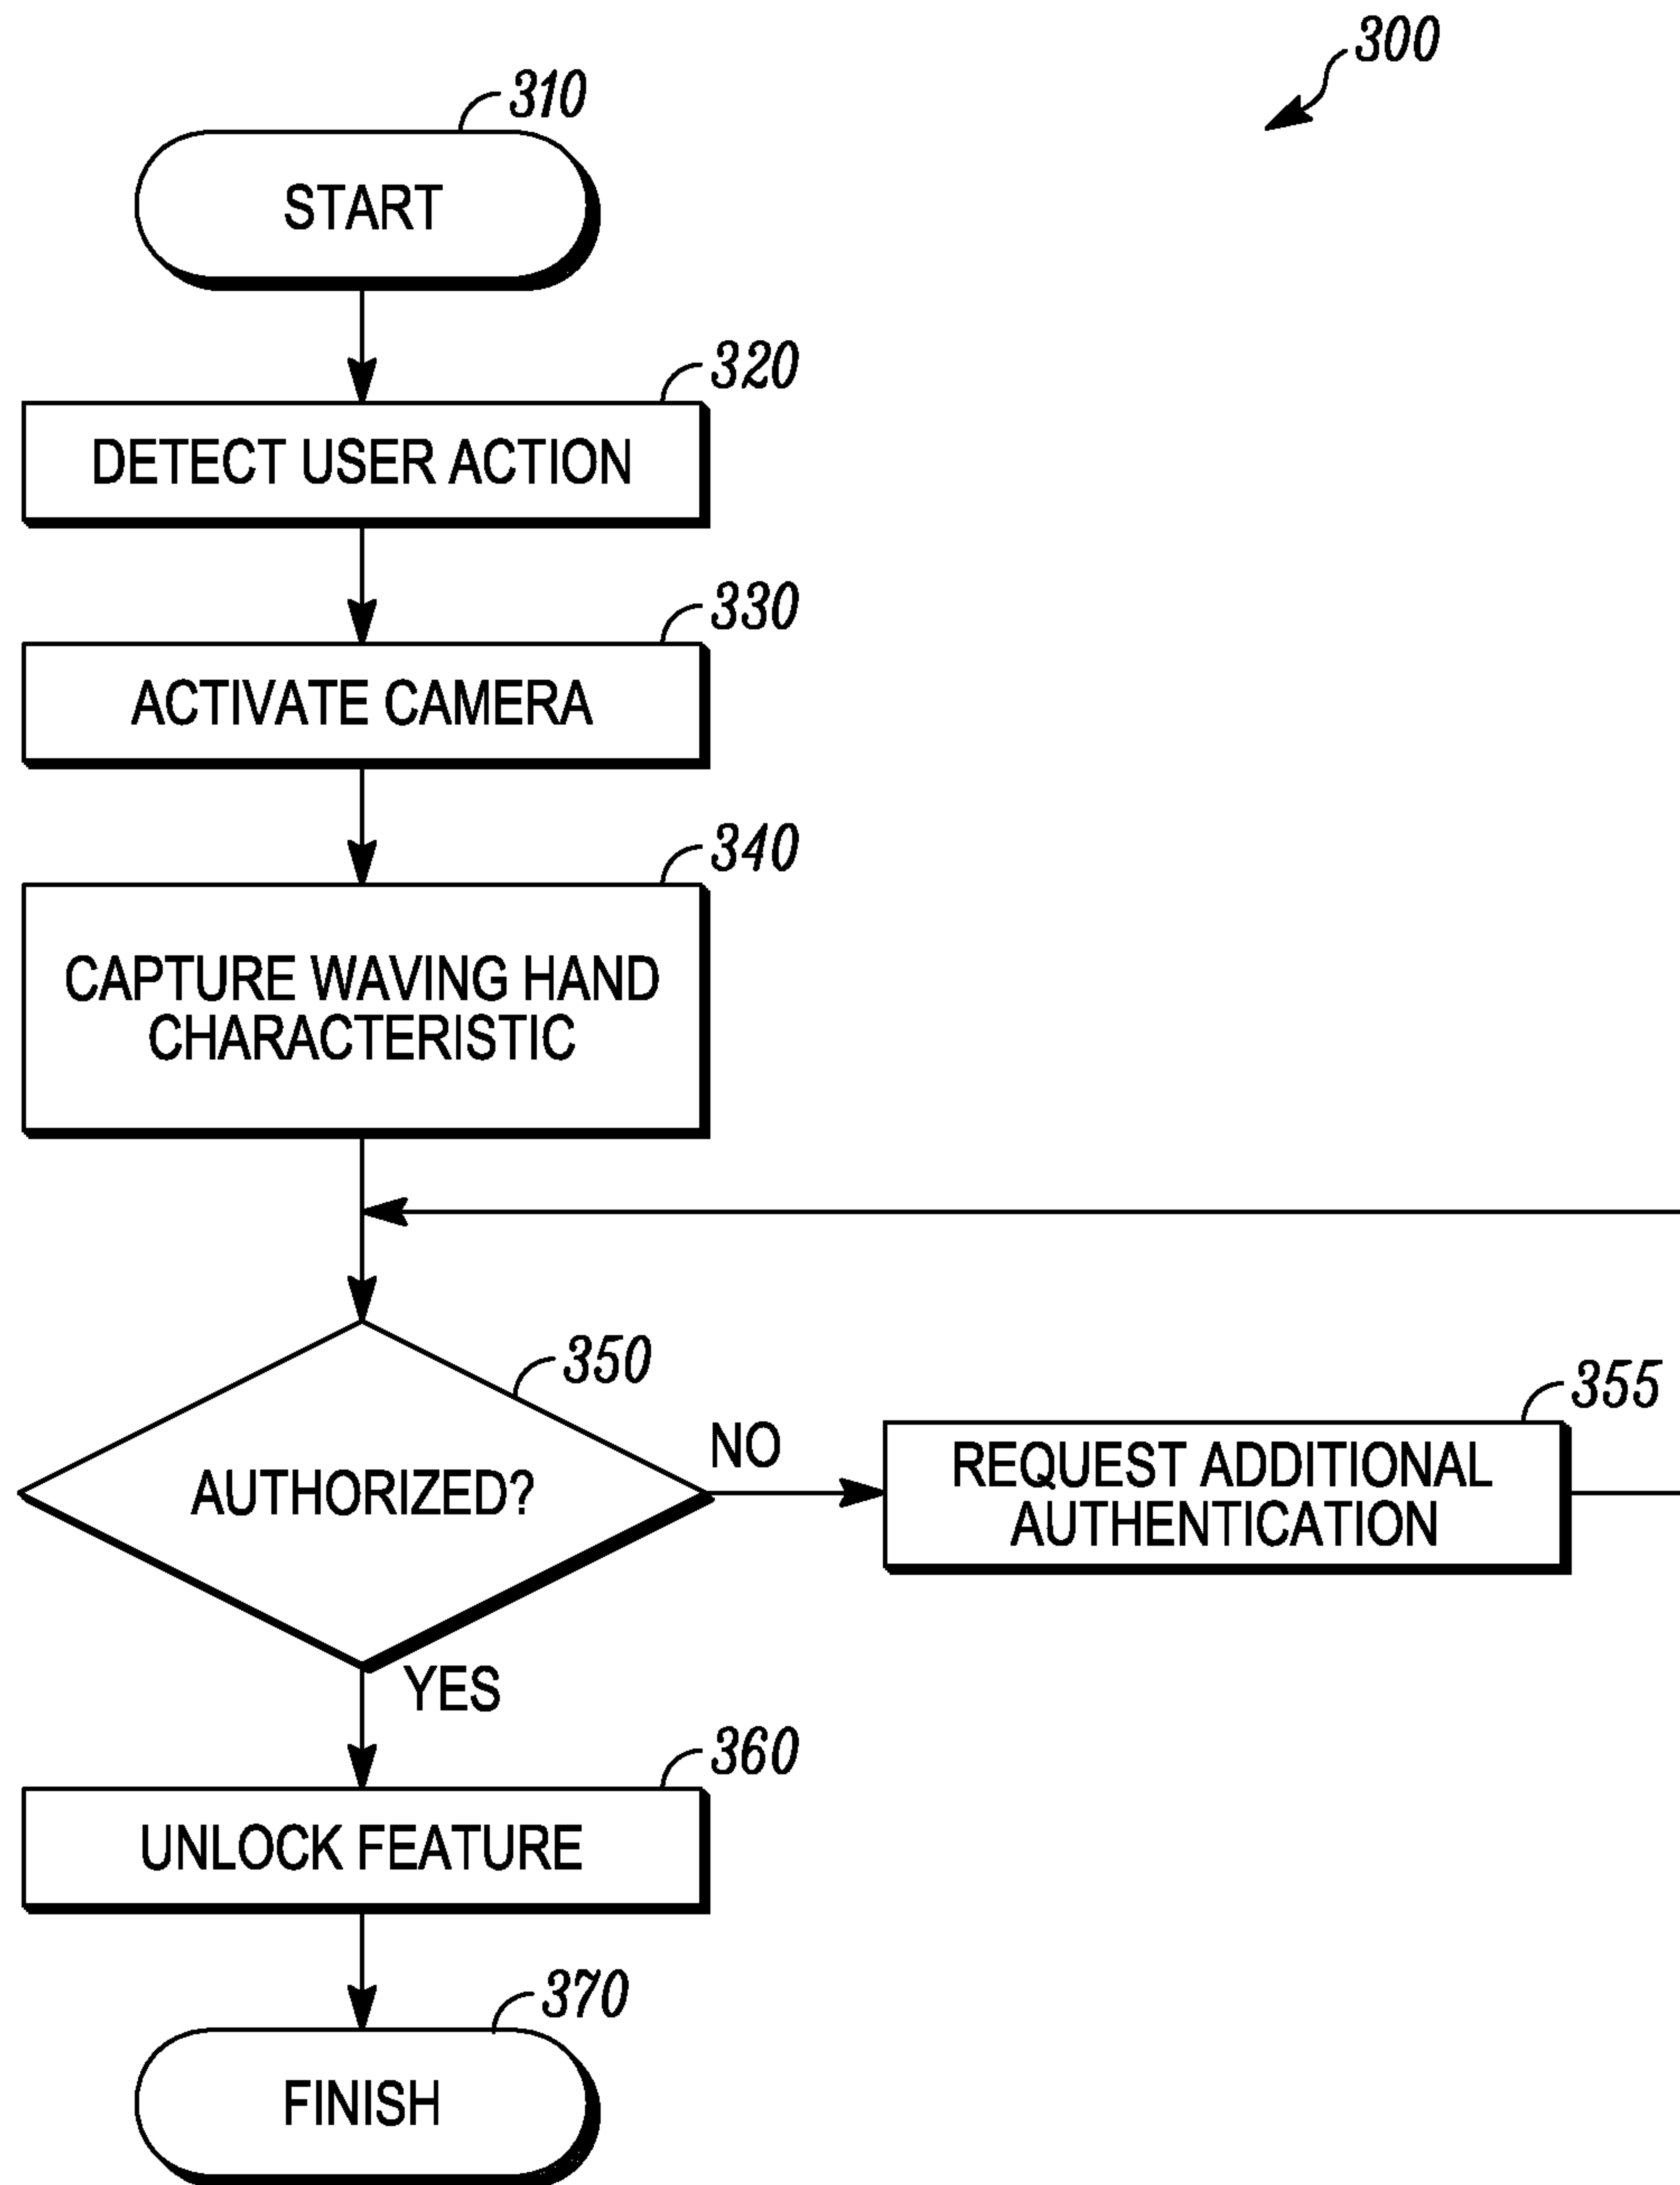 300
310
START
320
DETECT USER ACTION
330
ACTIVATE CAMERA
340
CAPTURE WAVING HAND
CHARACTERISTIC
350
AUTHORIZED?
NO
355
REQUEST ADDITIONAL
AUTHENTICATION
YES
360
UNLOCK FEATURE
370
FINISH